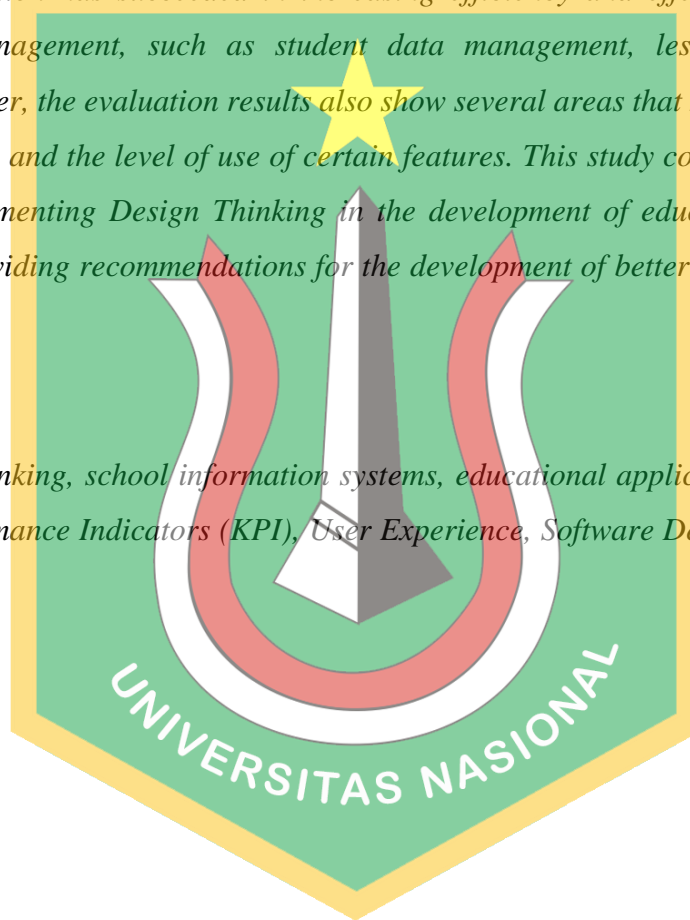 nagement, such as student data management, les
er, the evaluation results also show several areas that
and the level of use of certain features. This study co
menting Design Thinking in the development of edu
viding recommendations for the development of better
nking, school information systems, educational applic
mance Indicators (KPI), User Experience, Software De
UNIVERSITAS NASIONAL